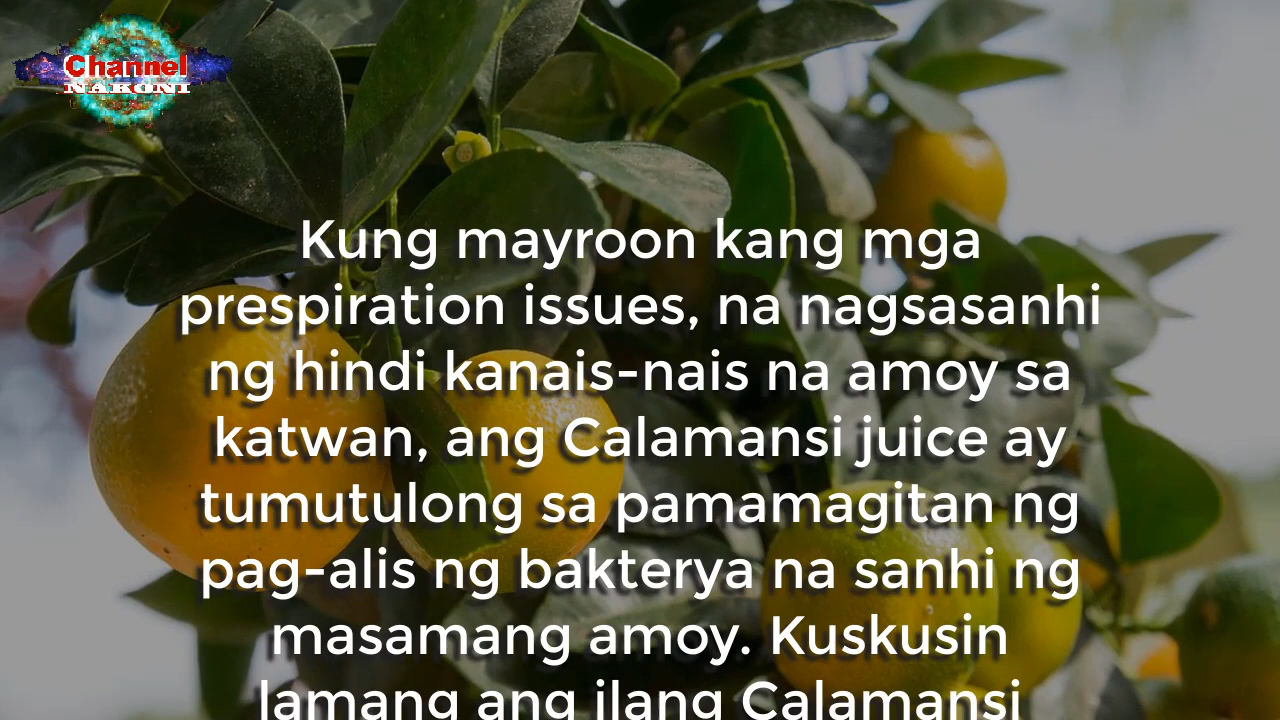 Channel
NAKONI
Kung mayroon kang mga
prespiration issues, na nagsasanhi
ng hindi kanais-nais na amoy sa
katwan, ang Calamansi juice ay
tumutulong sa pamamagitan ng
pag-alis ng bakterya na sanhi ng
masamang amoy. Kuskusin
lamang ang ilang Calamansi